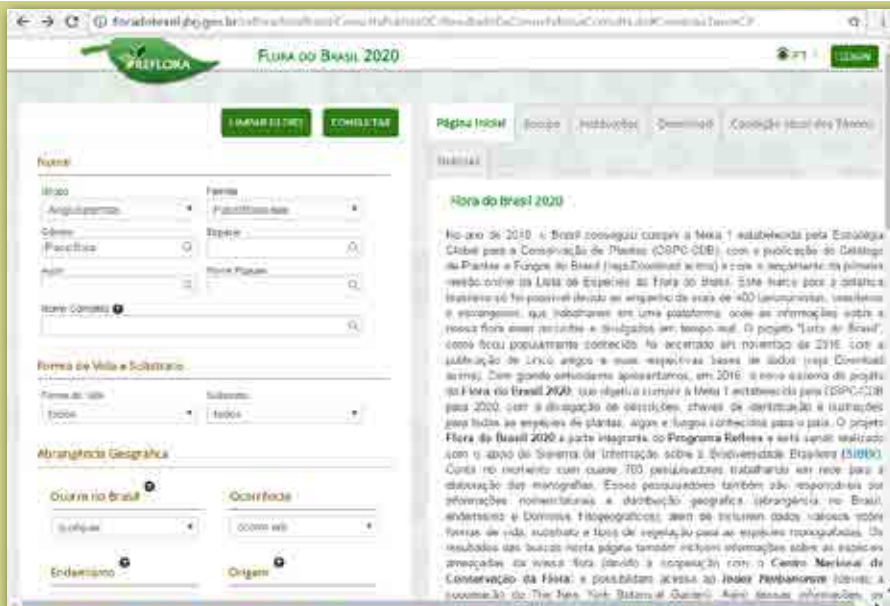 REFLORA
FLORA DO BRASIL 2020
PT
LOGIN
LIMPAR FILTRO
CONSULTAR
Nome
Grupo
Família
Angiospermas
Passifloraceae
Gênero
Espécie
Passiflora
Autor
Nome Popular
Nome Completo
Forma de Vida e Substrato
Forma de Vida
Substrato
todos
todos
Abrangência Geográfica
Ocorre no Brasil
Ocorrência
qualquer
ocorre em
Endemismo
Origem
Página Inicial
Equipe
Instituições
Download
Condição atual dos Táxons
Notícias
Flora do Brasil 2020
No ano de 2010 o Brasil conseguiu cumprir a Meta 1 estabelecida pela Estratégia
Global para a Conservação de Plantas (GSPC-CDB), com a publicação do Catálogo
de Plantas e Fungos do Brasil (veja Download acima) e com o lançamento da primeira
versão online da Lista de Espécies da Flora do Brasil. Este marco para a botânica
brasileira só foi possível devido ao empenho de mais de 400 taxonomistas, brasileiros
e estrangeiros, que trabalharam em uma plataforma onde as informações sobre a
nossa flora eram incluídas e divulgadas em tempo real. O projeto "Lista do Brasil",
como ficou popularmente conhecido, foi encerrado em novembro de 2015, com a
publicação de cinco artigos e suas respectivas bases de dados (veja Download
acima). Com grande entusiasmo apresentamos, em 2016, o novo sistema do projeto
da Flora do Brasil 2020, que objetiva cumprir a Meta 1 estabelecida pela GSPC-CDB
para 2020, com a divulgação de descrições, chaves de identificação e ilustrações
para todas as espécies de plantas, algas e fungos conhecidos para o país. O projeto
Flora do Brasil 2020 é parte integrante do Programa Reflora e está sendo realizado
com o apoio do Sistema de Informação sobre a Biodiversidade Brasileira (SiBBr).
Conta no momento com quase 700 pesquisadores trabalhando em rede para a
elaboração das monografias. Esses pesquisadores também são responsáveis por
informações nomenclaturais e distribuição geográfica (abrangência no Brasil,
endemismo e Domínios Fitogeográficos), além de incluírem dados valiosos sobre
formas de vida, substrato e tipos de vegetação para as espécies monografadas. Os
resultados das buscas nesta página também incluem informações sobre as espécies
ameaçadas da nossa flora (devido à cooperação com o Centro Nacional de
Conservação da Flora) e possibilitam acesso ao Index Herbariorum (devido à
cooperação do The New York Botanical Garden). Além dessas informações, os